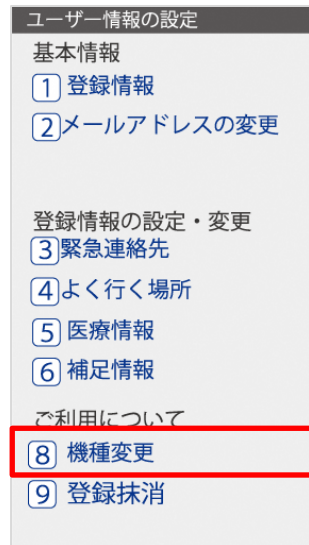 ユーザー情報の設定
基本情報
1 登録情報
2 メールアドレスの変更
登録情報の設定・変更
3 緊急連絡先
4 よく行く場所
5 医療情報
6 補足情報
ご利用について
8 機種変更
9 登録抹消